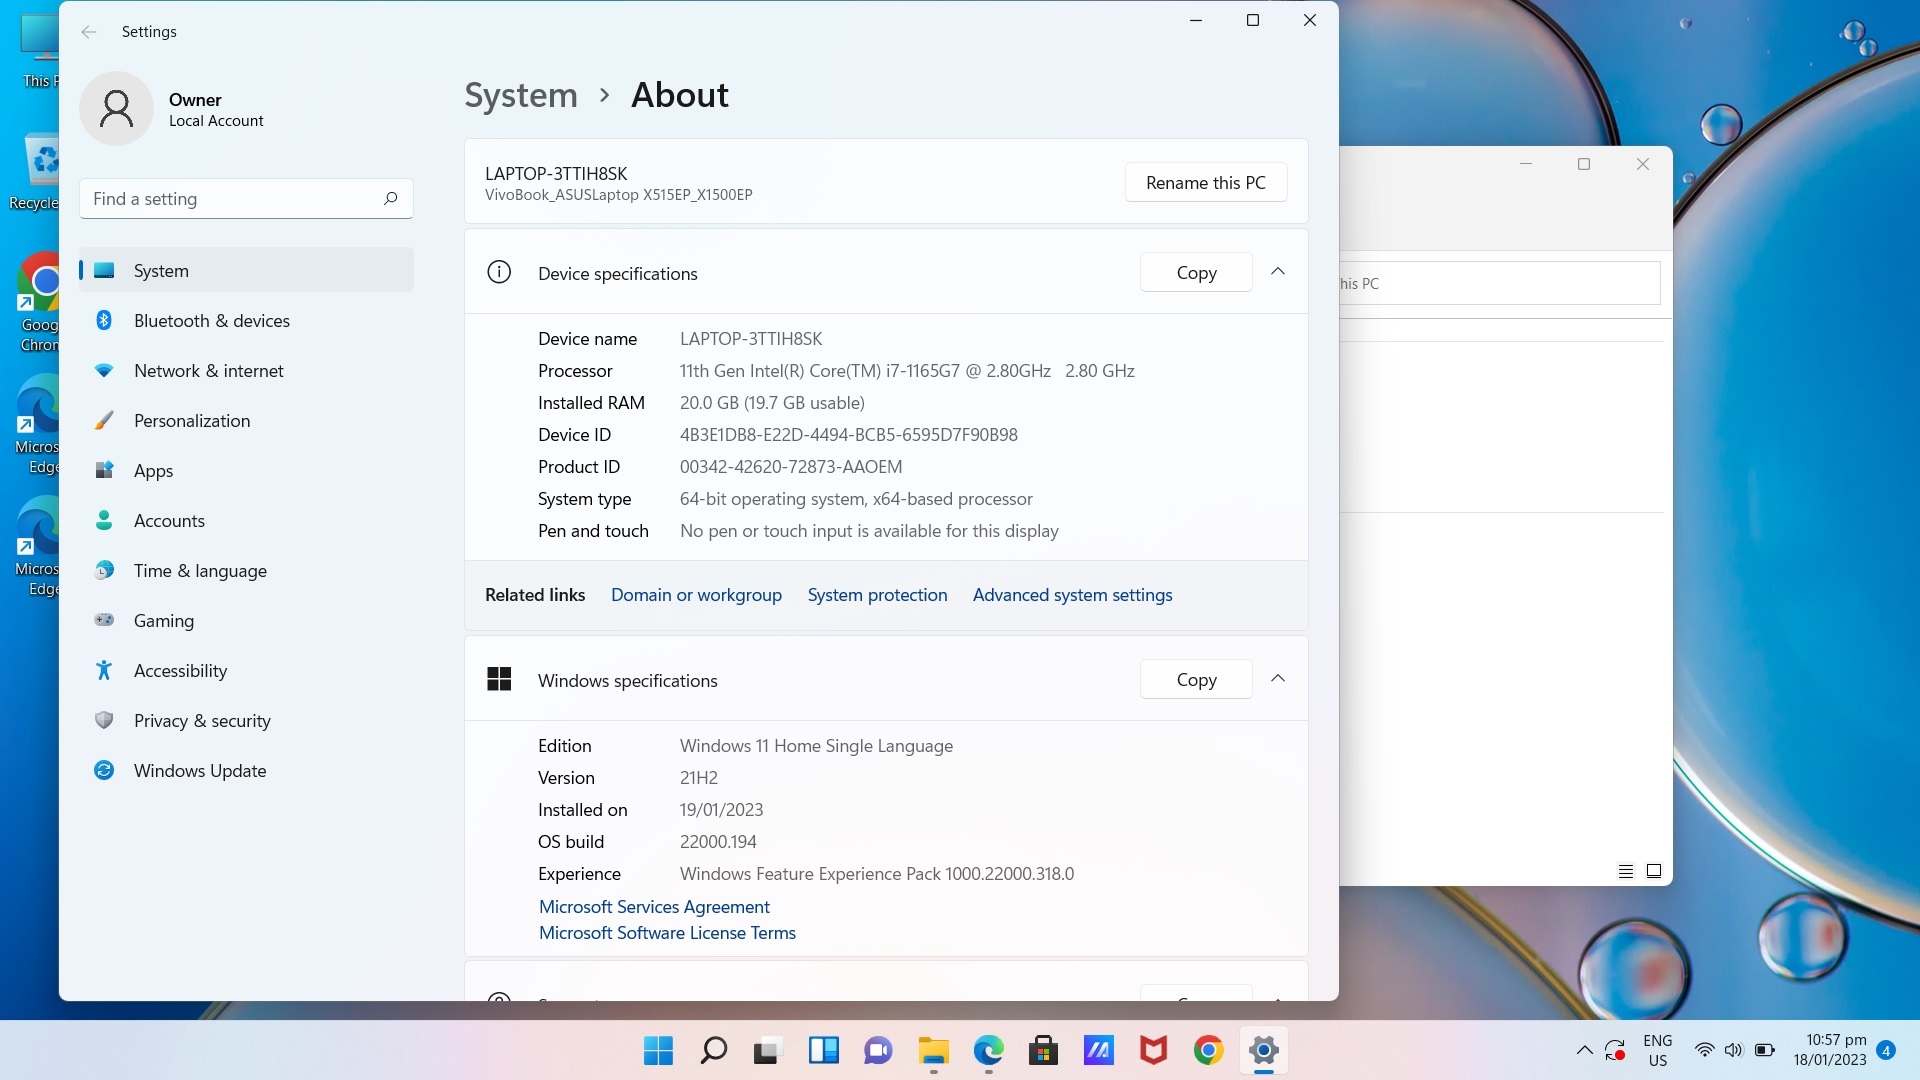 Settings
Owner
Local Account
Find a setting
System
Bluetooth & devices
Network & internet
Personalization
Apps
Accounts
Time & language
Gaming
Accessibility
Privacy & security
Windows Update
System > About
LAPTOP-3TTIH8SK
VivoBook_ASUSLaptop X515EP_X1500EP
Rename this PC
Device specifications
Copy
Device name LAPTOP-3TTIH8SK
Processor 11th Gen Intel(R) Core(TM) i7-1165G7 @ 2.80GHz 2.80 GHz
Installed RAM 20.0 GB (19.7 GB usable)
Device ID 4B3E1DB8-E22D-4494-BCB5-6595D7F90B98
Product ID 00342-42620-72873-AAOEM
System type 64-bit operating system, x64-based processor
Pen and touch No pen or touch input is available for this display
Related links Domain or workgroup System protection Advanced system settings
Windows specifications
Copy
Edition Windows 11 Home Single Language
Version 21H2
Installed on 19/01/2023
OS build 22000.194
Experience Windows Feature Experience Pack 1000.22000.318.0
Microsoft Services Agreement
Microsoft Software License Terms
This P
Recycle
Goog
Chron
Micros
Edge
Micros
Edge
his PC
ENG
US
10:57 pm
18/01/2023
4